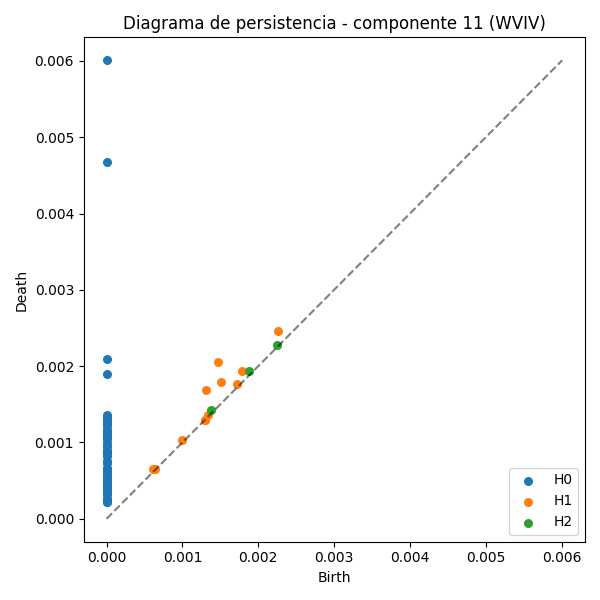 Diagrama de persistencia - componente 11 (WVIV)
0.006
0.005
0.004
0.003
0.002
0.001
0.000
Death
0.000 0.001 0.002 0.003 0.004 0.005 0.006
Birth
H0
H1
H2